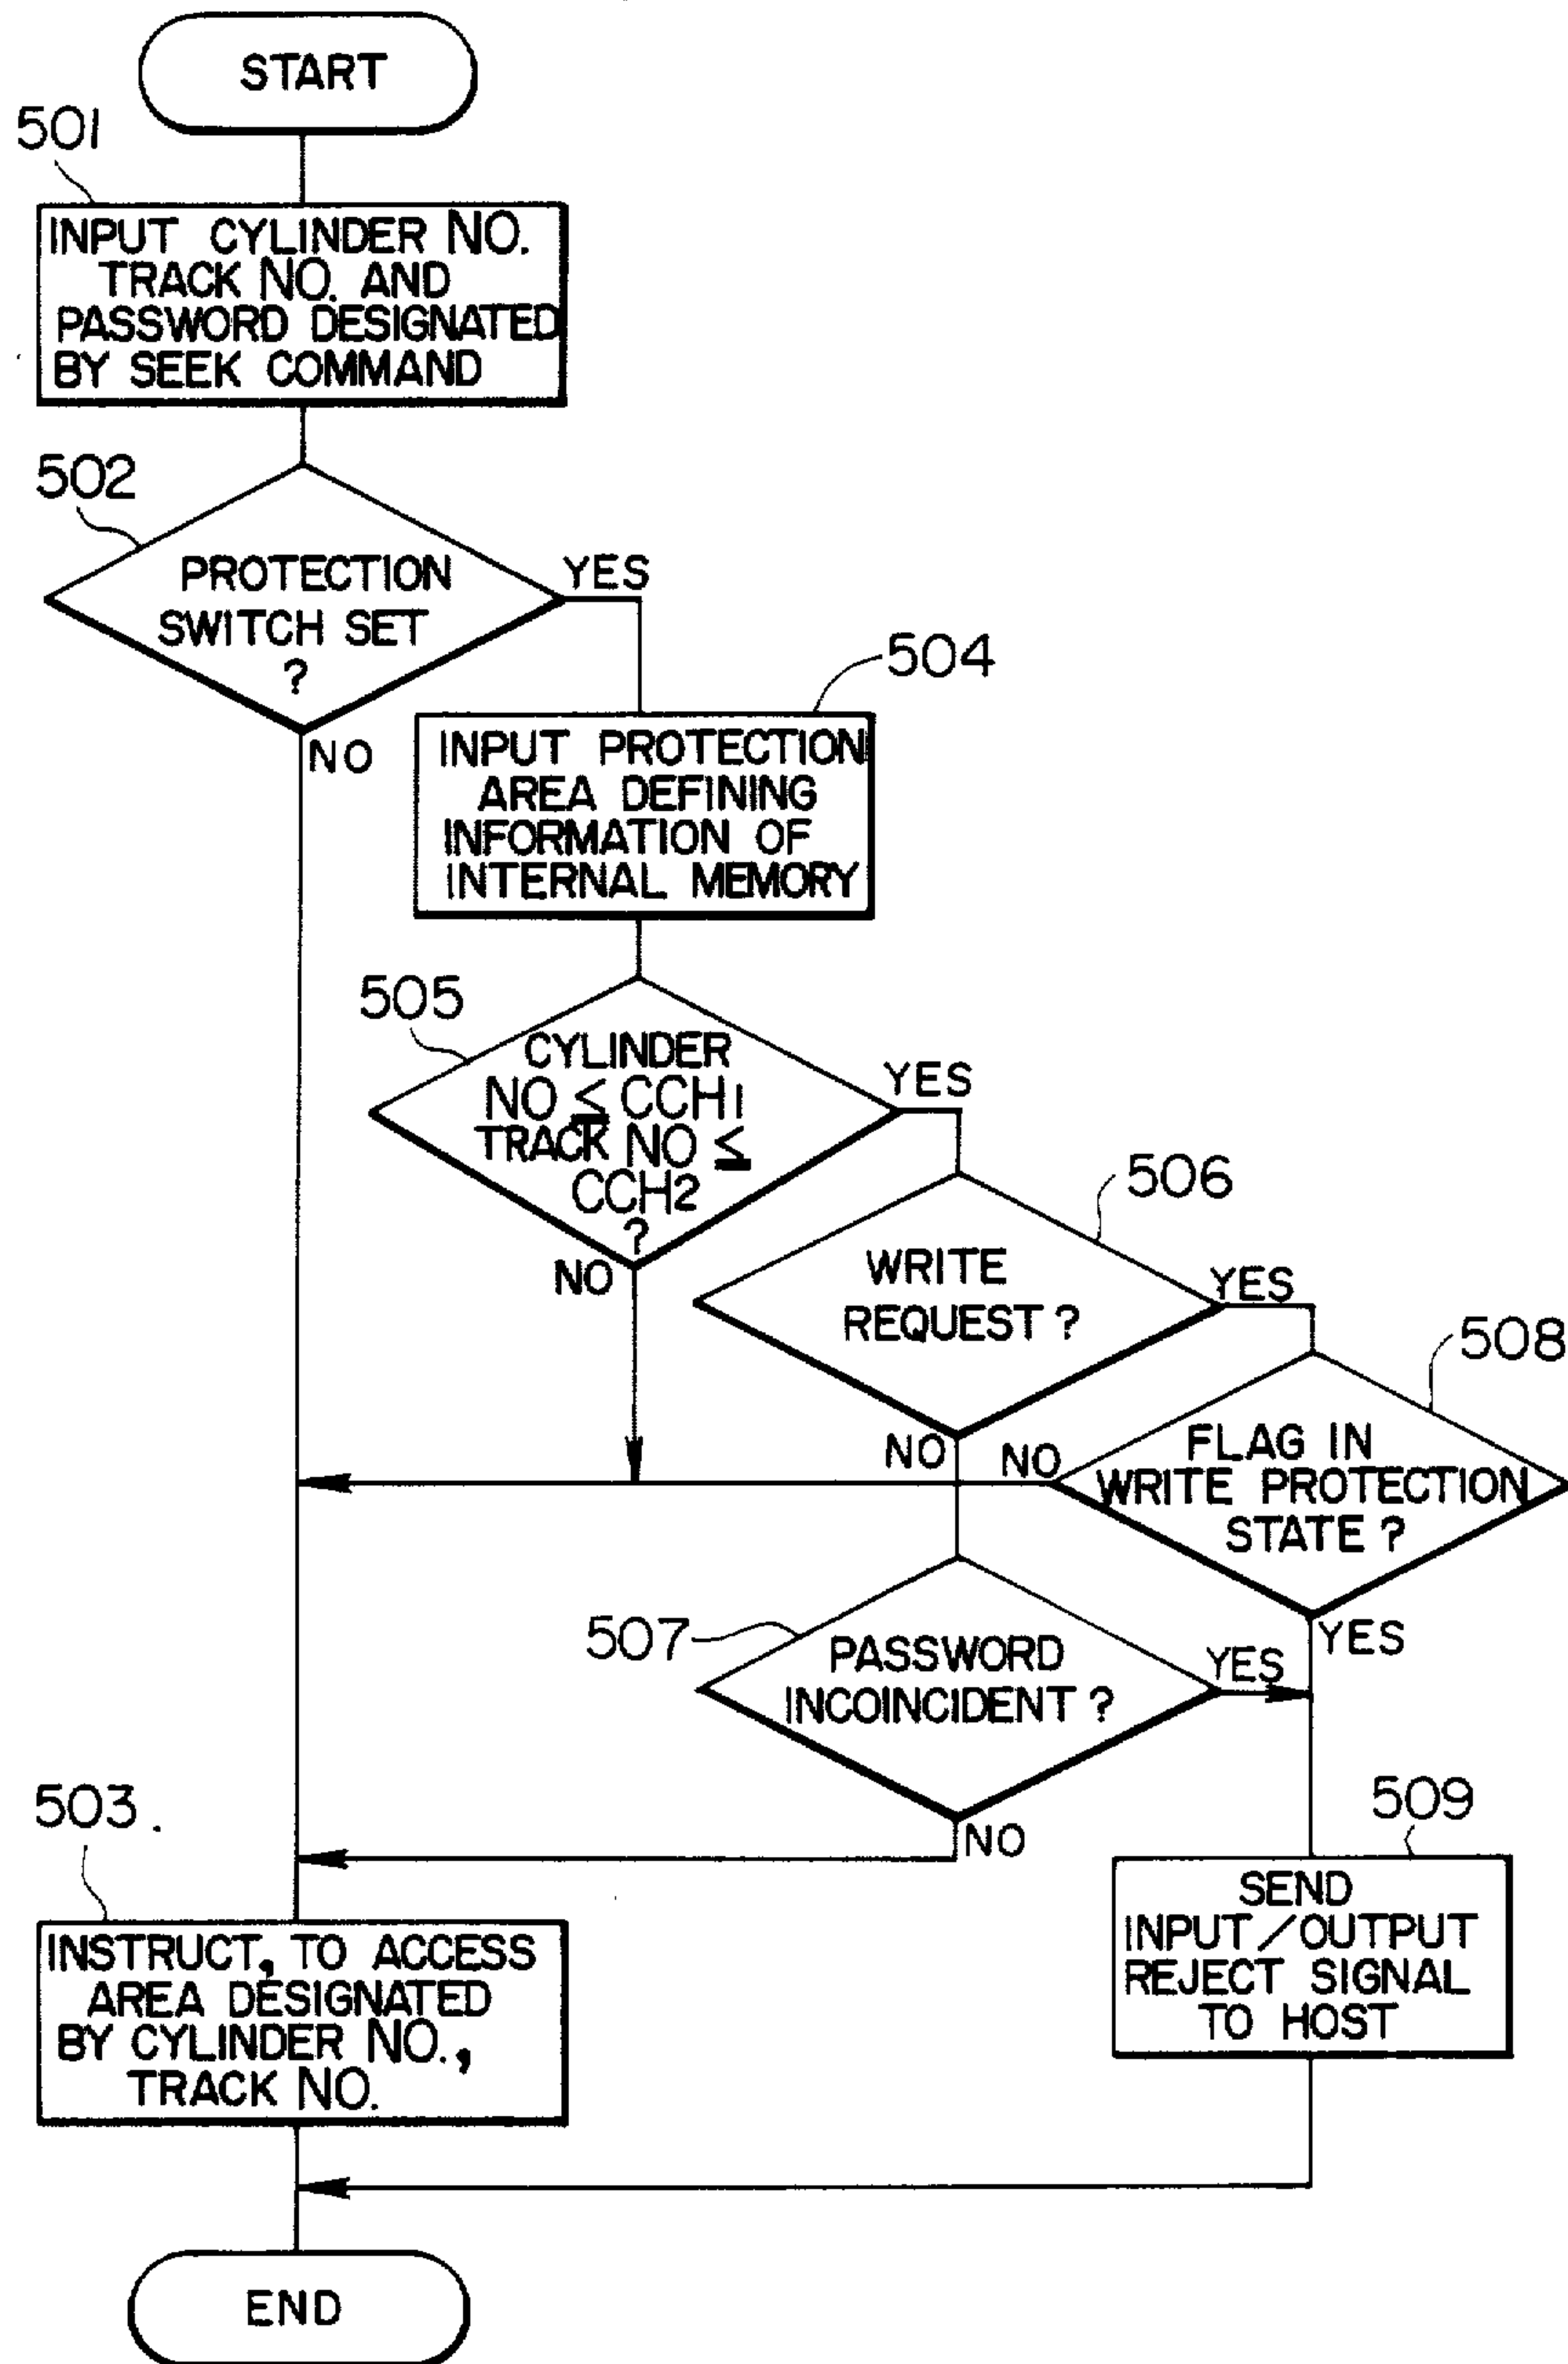 START
501
INPUT CYLINDER NO.
TRACK NO. AND
PASSWORD DESIGNATED
BY SEEK COMMAND
502
PROTECTION
SWITCH SET
?
YES
NO
504
INPUT PROTECTION
AREA DEFINING
INFORMATION OF
INTERNAL MEMORY
505
CYLINDER
NO ≤ CCH1
TRACK NO ≤
CCH2
?
YES
NO
506
WRITE
REQUEST ?
YES
NO
508
FLAG IN
WRITE PROTECTION
STATE ?
NO
YES
507
PASSWORD
INCOINCIDENT ?
YES
NO
503.
INSTRUCT, TO ACCESS
AREA DESIGNATED
BY CYLINDER NO.,
TRACK NO.
509
SEND
INPUT/OUTPUT
REJECT SIGNAL
TO HOST
END